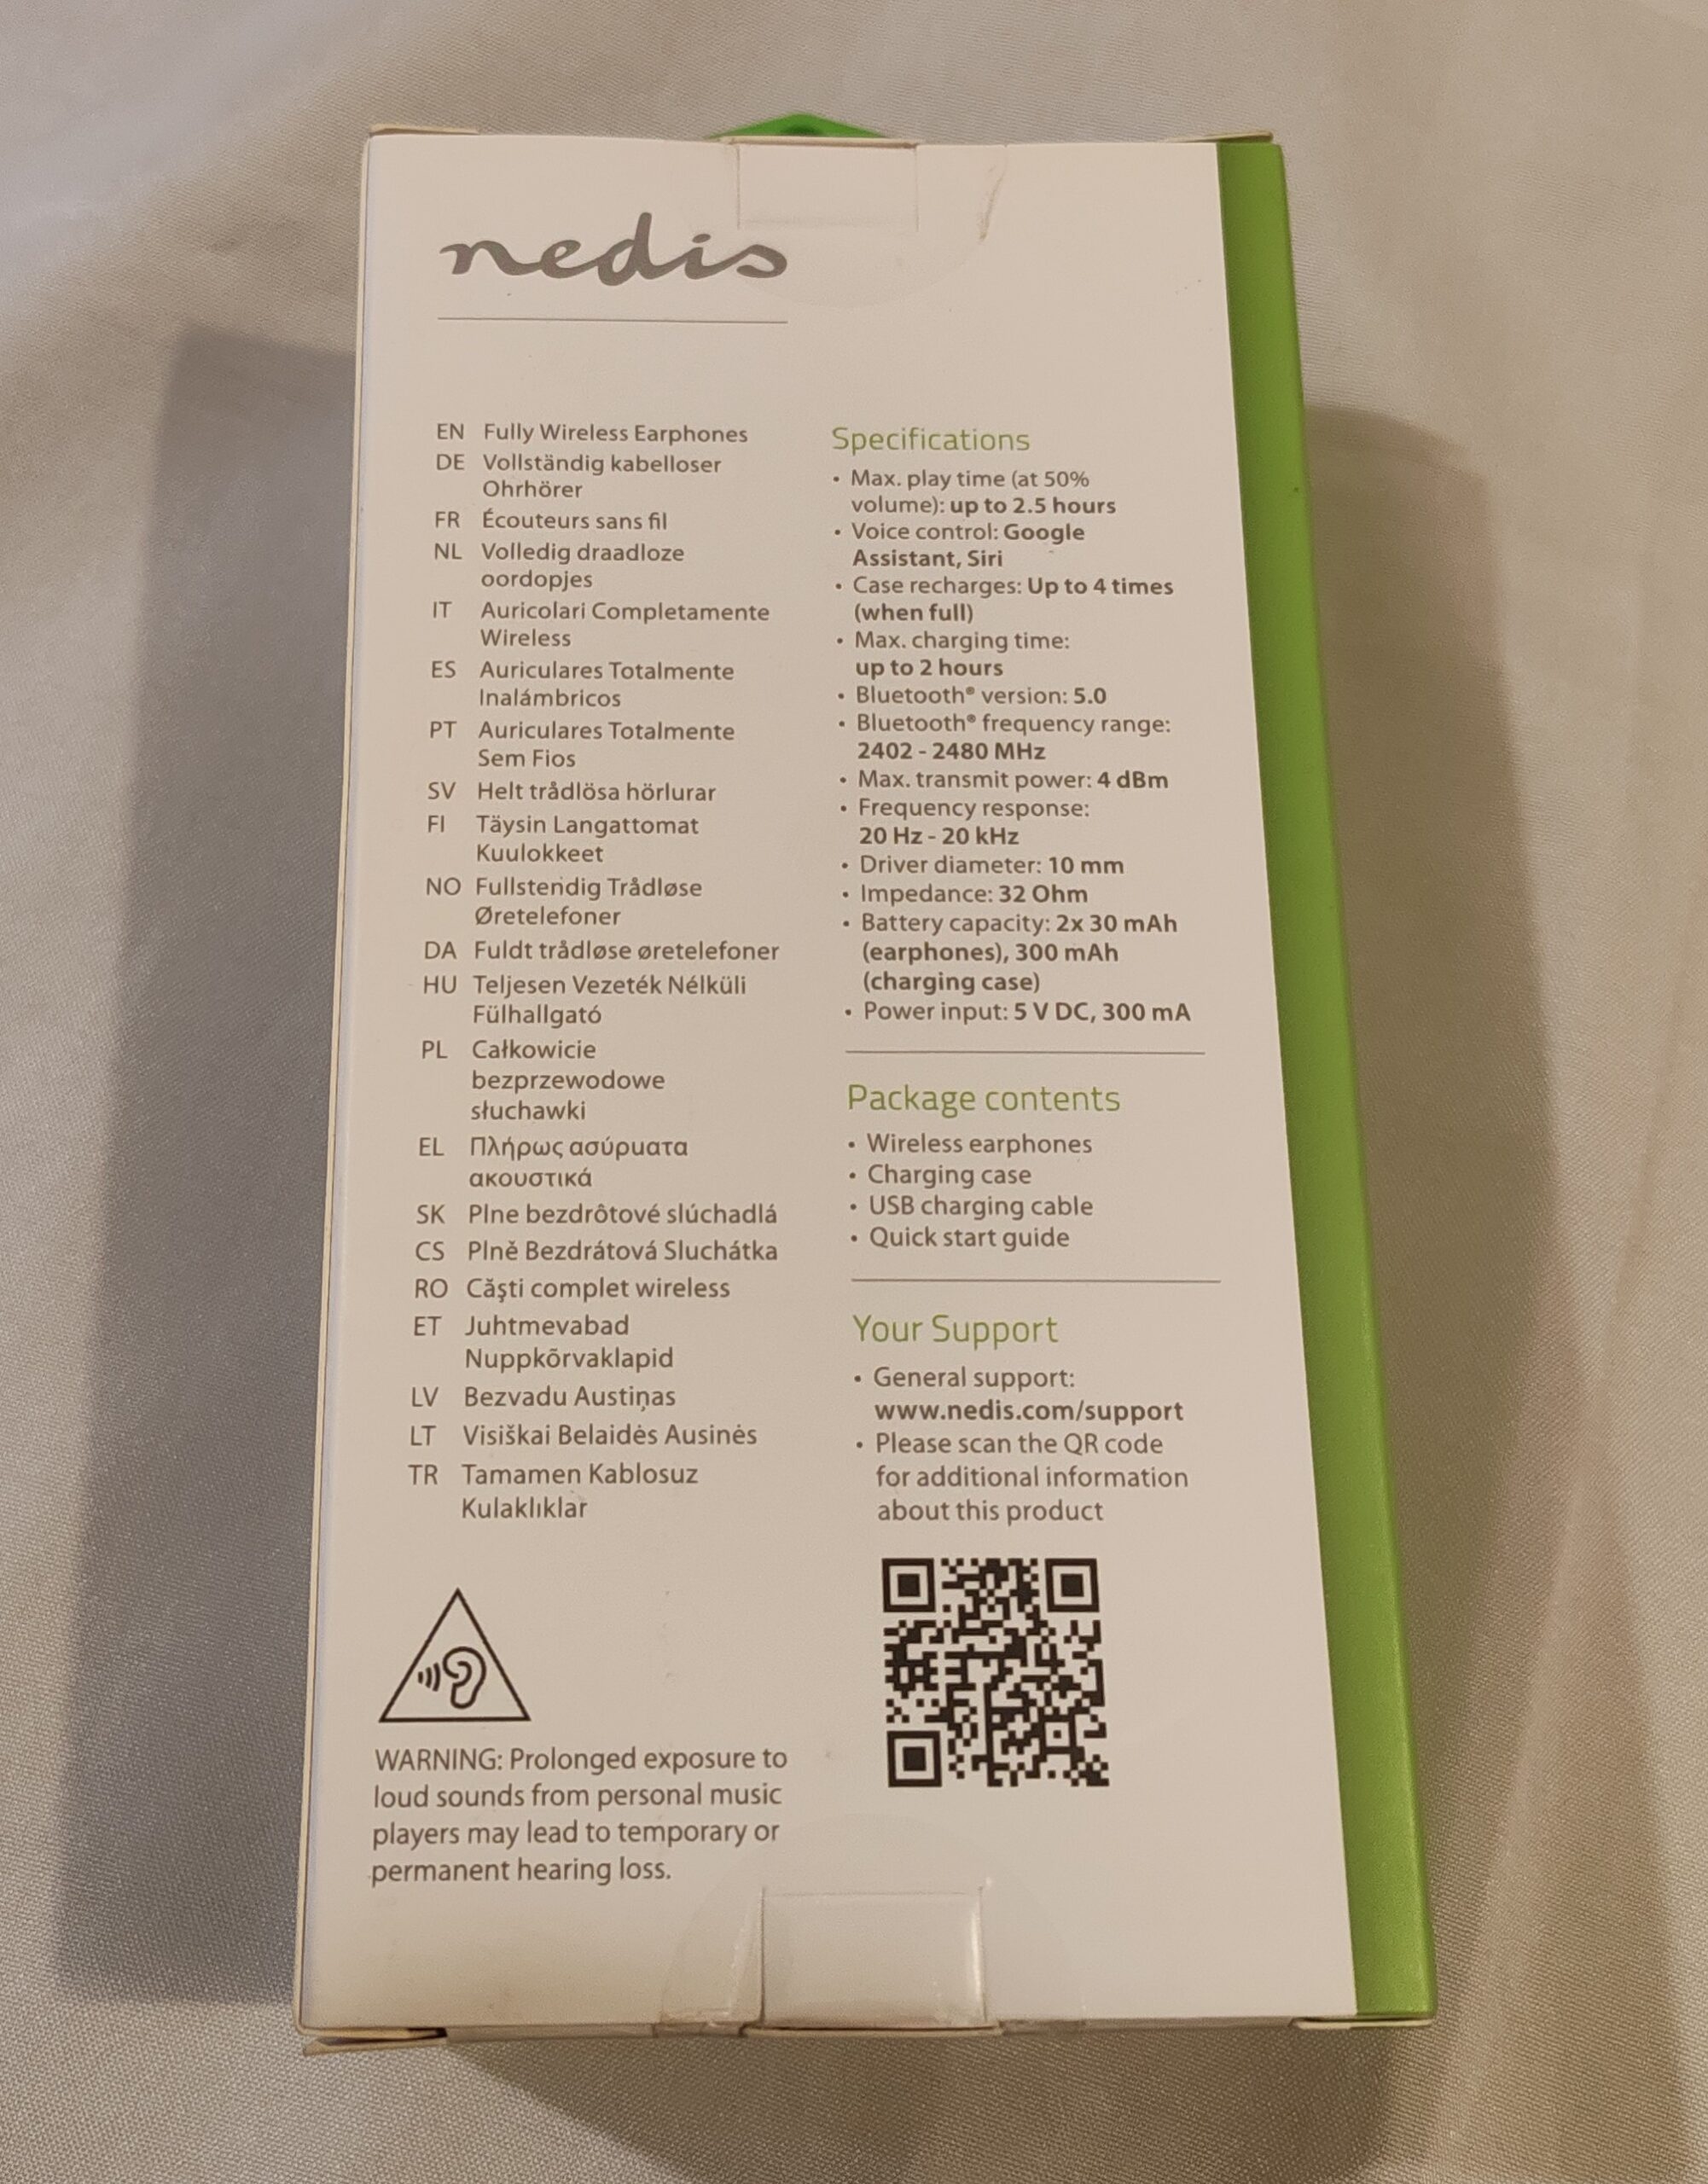 nedis
EN Fully Wireless Earphones
DE Vollständig kabelloser
Ohrhörer
FR Écouteurs sans fil
NL Volledig draadloze
oordopjes
IT Auricolari Completamente
Wireless
ES Auriculares Totalmente
Inalámbricos
PT Auriculares Totalmente
Sem Fios
SV Helt trådlösa hörlurar
FI Täysin Langattomat
Kuulokkeet
NO Fullstendig Trådløse
Øretelefoner
DA Fuldt trådløse øretelefoner
HU Teljesen Vezeték Nélküli
Fülhallgató
PL Całkowicie
bezprzewodowe
słuchawki
EL Πλήρως ασύρματα
ακουστικά
SK Plne bezdrôtové slúchadlá
CS Plně Bezdrátová Sluchátka
RO Căști complet wireless
ET Juhtmevabad
Nuppkõrvaklapid
LV Bezvadu Austiņas
LT Visiškai Belaidės Ausinės
TR Tamamen Kablosuz
Kulaklıklar
WARNING: Prolonged exposure to
loud sounds from personal music
players may lead to temporary or
permanent hearing loss.
Specifications
• Max. play time (at 50%
volume): up to 2.5 hours
• Voice control: Google
Assistant, Siri
• Case recharges: Up to 4 times
(when full)
• Max. charging time:
up to 2 hours
• Bluetooth® version: 5.0
• Bluetooth® frequency range:
2402 - 2480 MHz
• Max. transmit power: 4 dBm
• Frequency response:
20 Hz - 20 kHz
• Driver diameter: 10 mm
• Impedance: 32 Ohm
• Battery capacity: 2x 30 mAh
(earphones), 300 mAh
(charging case)
• Power input: 5 V DC, 300 mA
Package contents
• Wireless earphones
• Charging case
• USB charging cable
• Quick start guide
Your Support
• General support:
www.nedis.com/support
• Please scan the QR code
for additional information
about this product